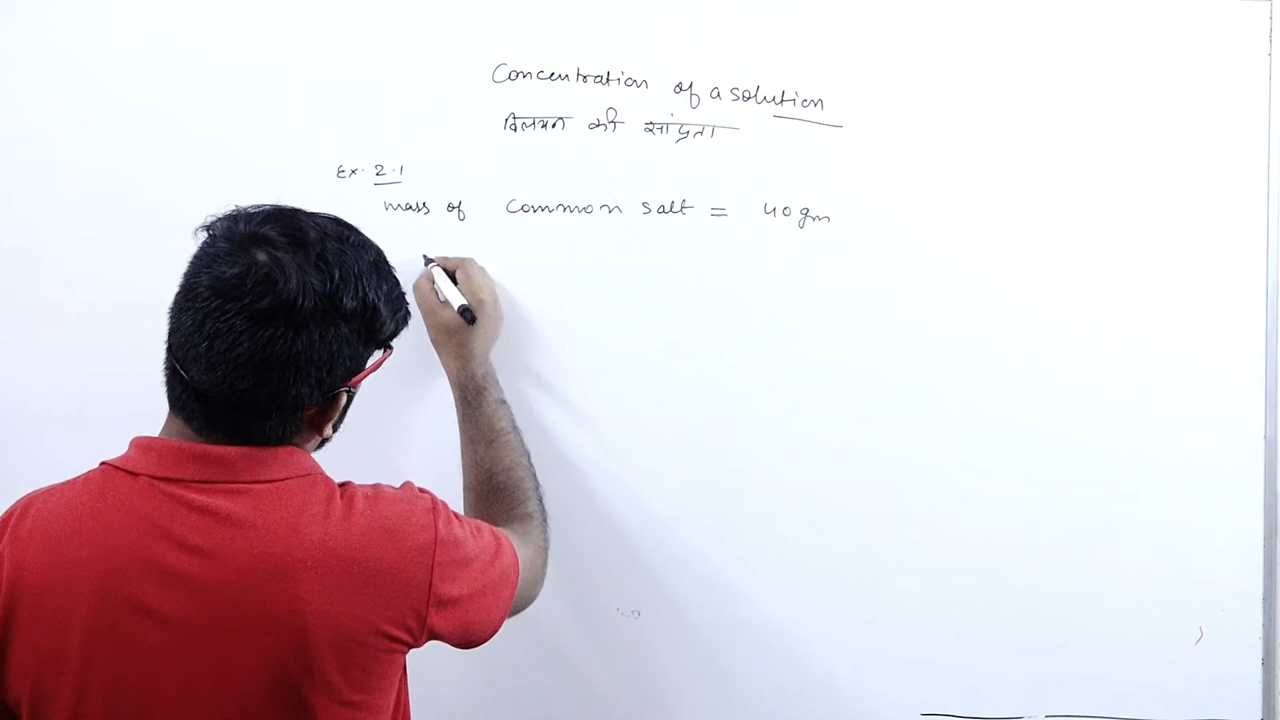 Concentration of a solution
विलयन की सांद्रता
Ex. 2.1
mass of common salt = 40 gm